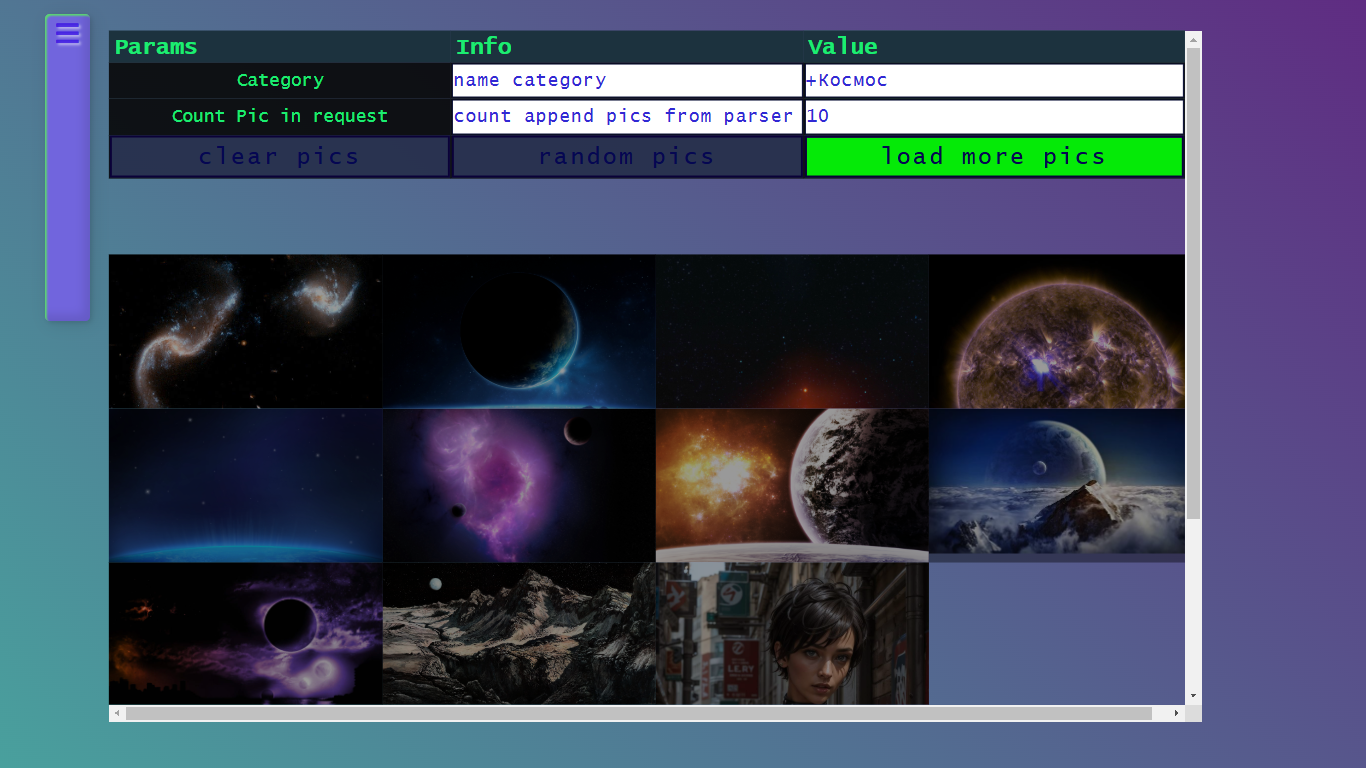 Params Info Value
Category name category +Космос
Count Pic in request count append pics from parser 10
clear pics random pics load more pics